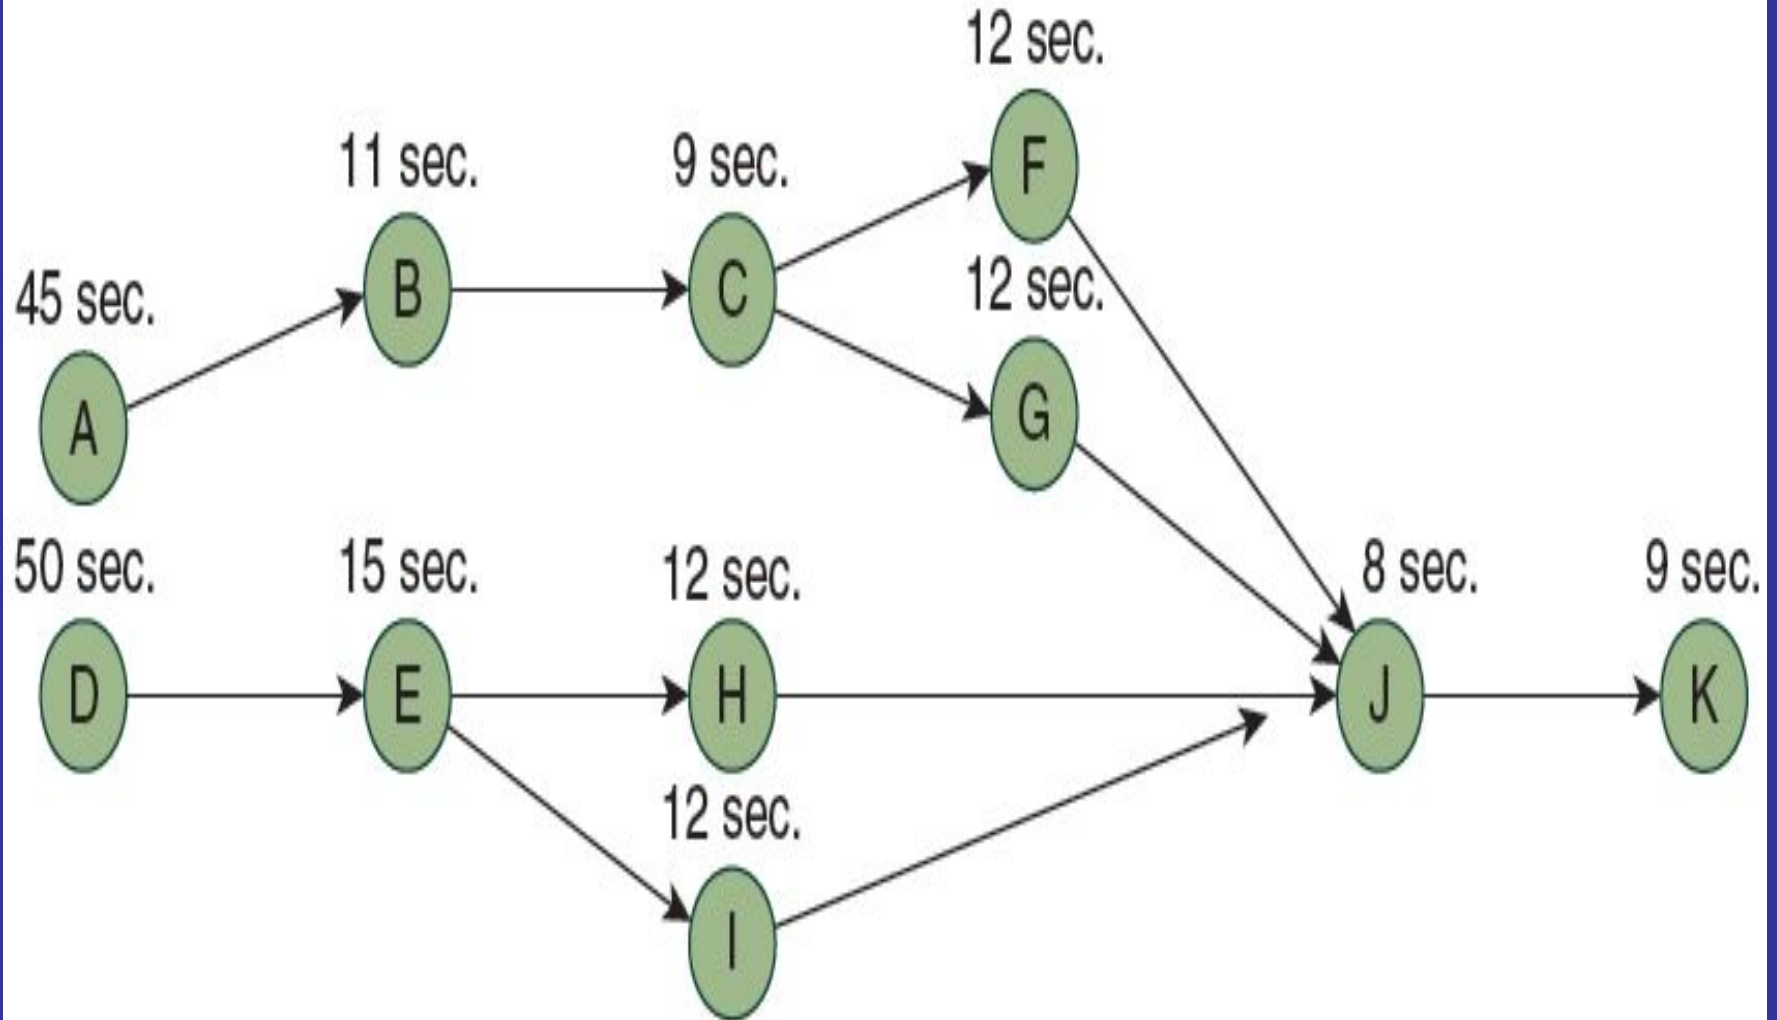 12 sec.
F
11 sec.
9 sec.
B
C
12 sec.
45 sec.
G
A
50 sec.
15 sec.
12 sec.
8 sec.
9 sec.
D
E
H
J
K
12 sec.
I